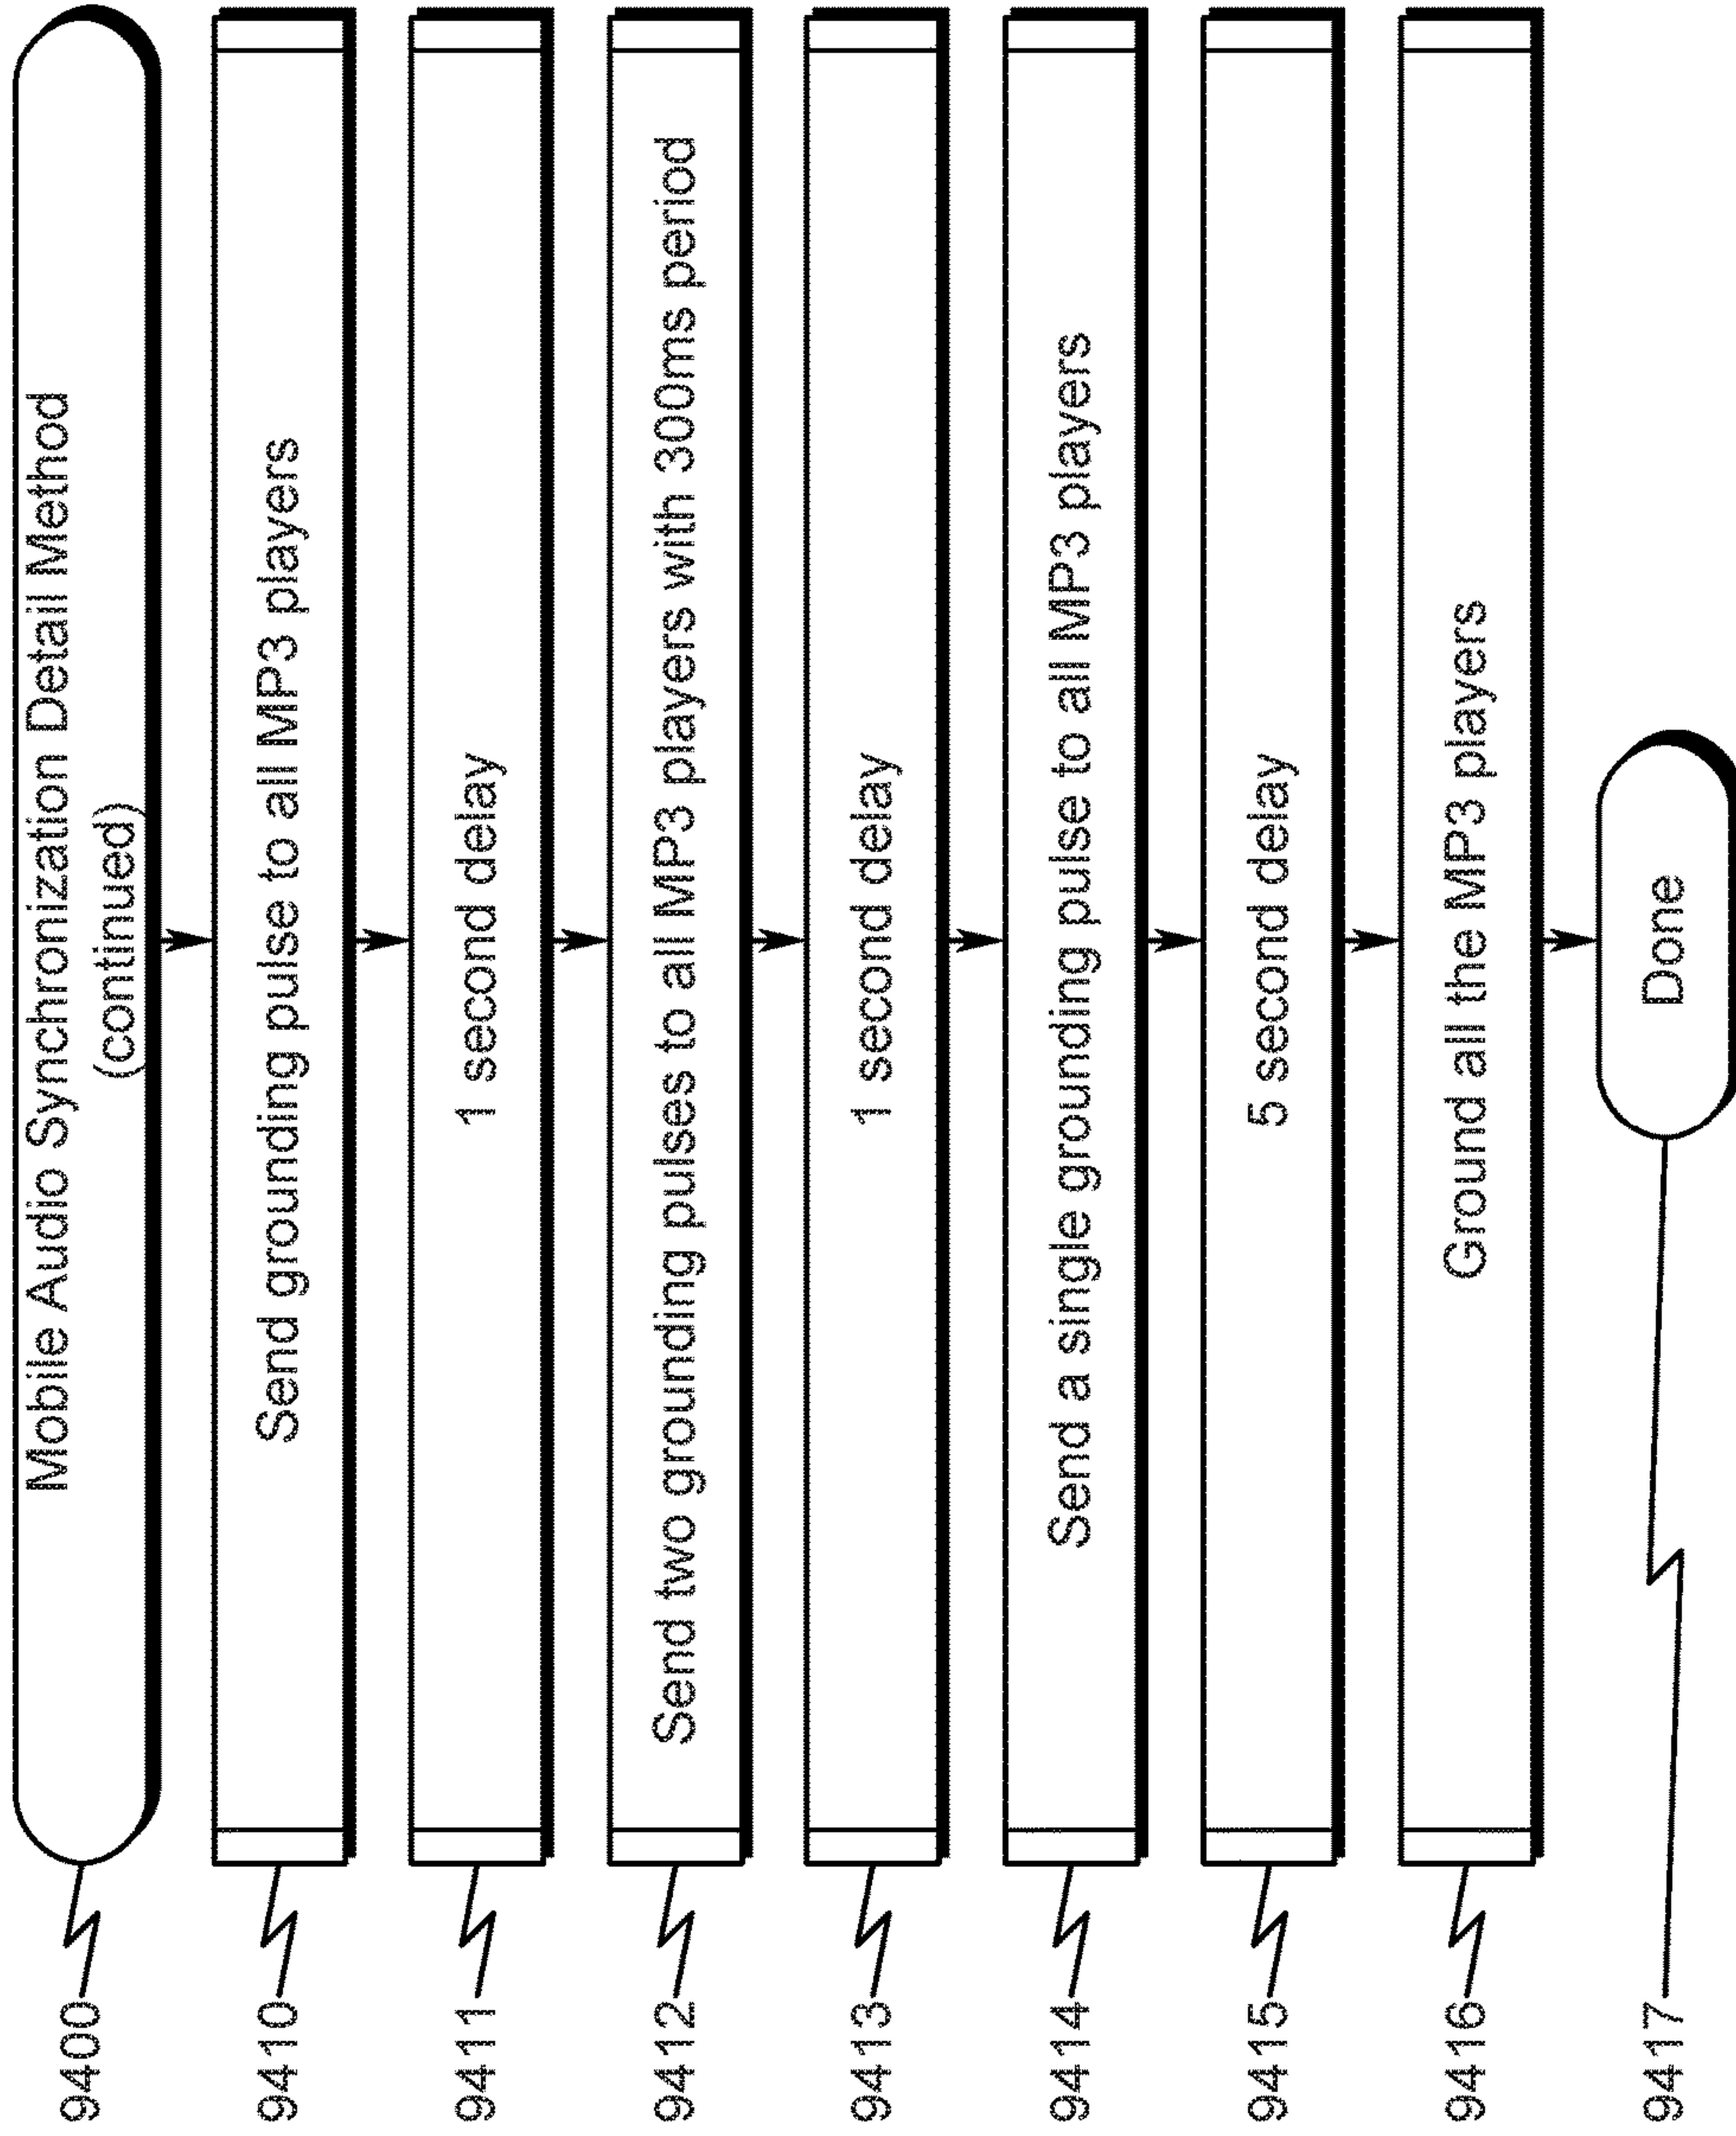 Mobile Audio Synchronization Detail Method
(continued)
9400
Send grounding pulse to all MP3 players
9410
1 second delay
9411
Send two grounding pulses to all MP3 players with 300ms period
9412
1 second delay
9413
Send a single grounding pulse to all MP3 players
9414
5 second delay
9415
Ground all the MP3 players
9416
Done
9417